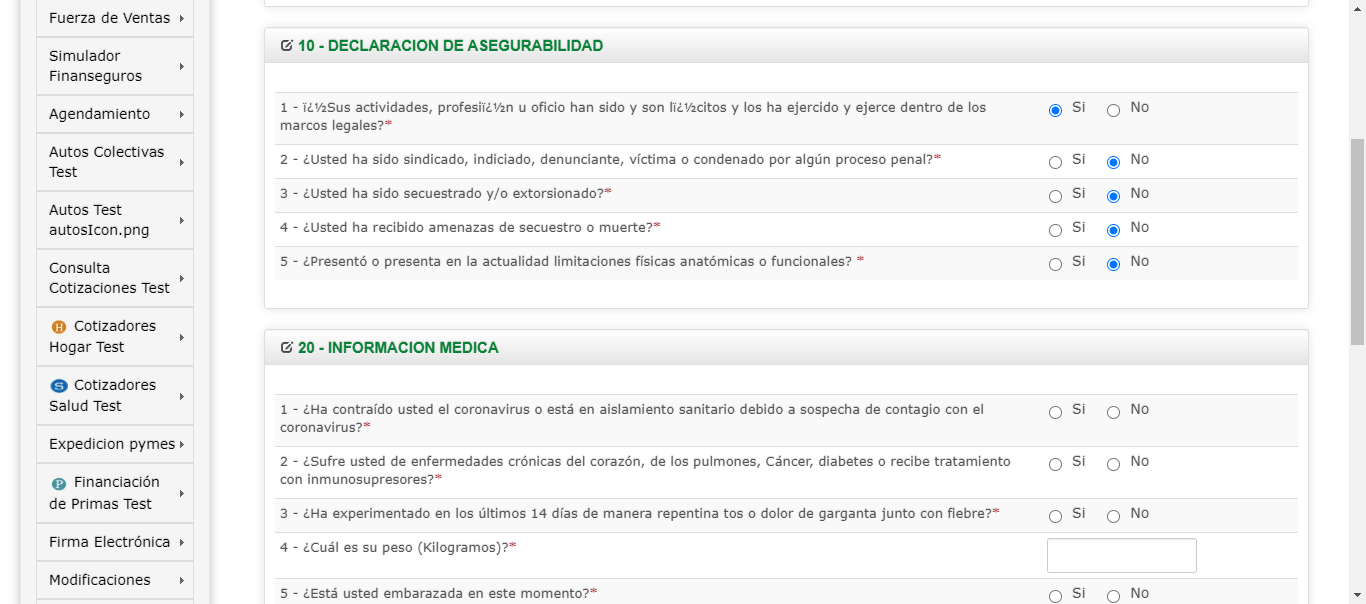 Fuerza de Ventas
Simulador
Finanseguros
Agendamiento
Autos Colectivas
Test
Autos Test
autosIcon.png
Consulta
Cotizaciones Test
H Cotizadores
Hogar Test
S Cotizadores
Salud Test
Expedicion pymes
P Financiación
de Primas Test
Firma Electrónica
Modificaciones
10 - DECLARACION DE ASEGURABILIDAD
1 - ï¿½Sus actividades, profesiï¿½n u oficio han sido y son lï¿½citos y los ha ejercido y ejerce dentro de los
marcos legales?*
Si No
2 - ¿Usted ha sido sindicado, indiciado, denunciante, víctima o condenado por algún proceso penal?* Si No
3 - ¿Usted ha sido secuestrado y/o extorsionado?* Si No
4 - ¿Usted ha recibido amenazas de secuestro o muerte?* Si No
5 - ¿Presentó o presenta en la actualidad limitaciones físicas anatómicas o funcionales? * Si No
20 - INFORMACION MEDICA
1 - ¿Ha contraído usted el coronavirus o está en aislamiento sanitario debido a sospecha de contagio con el
coronavirus?*
Si No
2 - ¿Sufre usted de enfermedades crónicas del corazón, de los pulmones, Cáncer, diabetes o recibe tratamiento
con inmunosupresores?*
Si No
3 - ¿Ha experimentado en los últimos 14 días de manera repentina tos o dolor de garganta junto con fiebre?* Si No
4 - ¿Cuál es su peso (Kilogramos)?*
5 - ¿Está usted embarazada en este momento?* Si No